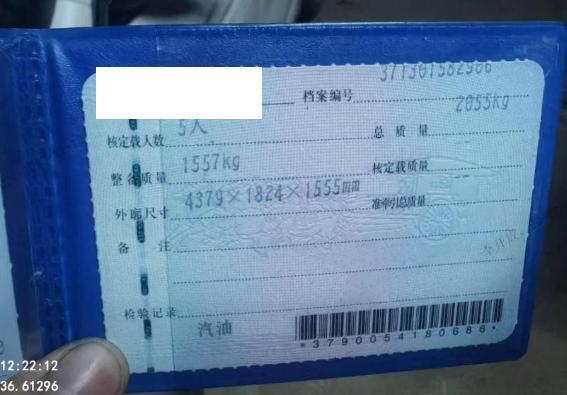 档案编号 371301582966
核定载人数 5人 总质量 2055kg
整备质量 1557kg 核定载质量
外廓尺寸 4379×1824×1555mm 准牵引总质量
备注
检验记录
汽油
*3790054180686*
12:22:12
36.61296